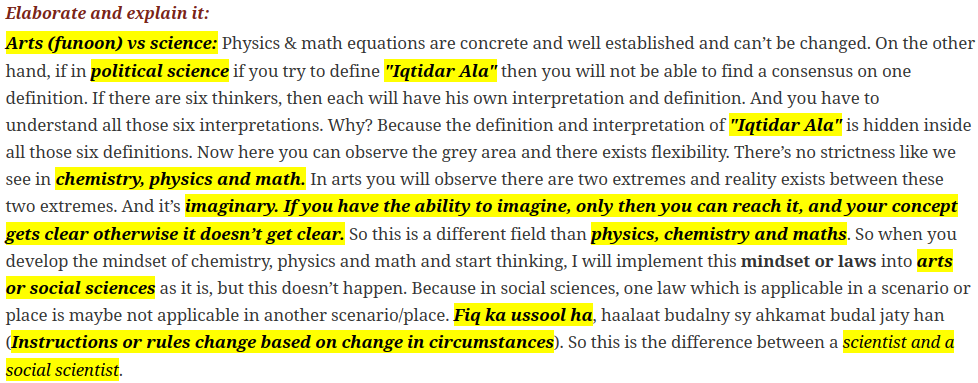 Elaborate and explain it:
Arts (funoon) vs science: Physics & math equations are concrete and well established and can’t be changed. On the other
hand, if in political science if you try to define "Iqtidar Ala" then you will not be able to find a consensus on one
definition. If there are six thinkers, then each will have his own interpretation and definition. And you have to
understand all those six interpretations. Why? Because the definition and interpretation of "Iqtidar Ala" is hidden inside
all those six definitions. Now here you can observe the grey area and there exists flexibility. There’s no strictness like we
see in chemistry, physics and math. In arts you will observe there are two extremes and reality exists between these
two extremes. And it’s imaginary. If you have the ability to imagine, only then you can reach it, and your concept
gets clear otherwise it doesn’t get clear. So this is a different field than physics, chemistry and maths. So when you
develop the mindset of chemistry, physics and math and start thinking, I will implement this mindset or laws into arts
or social sciences as it is, but this doesn’t happen. Because in social sciences, one law which is applicable in a scenario or
place is maybe not applicable in another scenario/place. Fiq ka ussool ha, haalaat budalny sy ahkamat budal jaty han
(Instructions or rules change based on change in circumstances). So this is the difference between a scientist and a
social scientist.